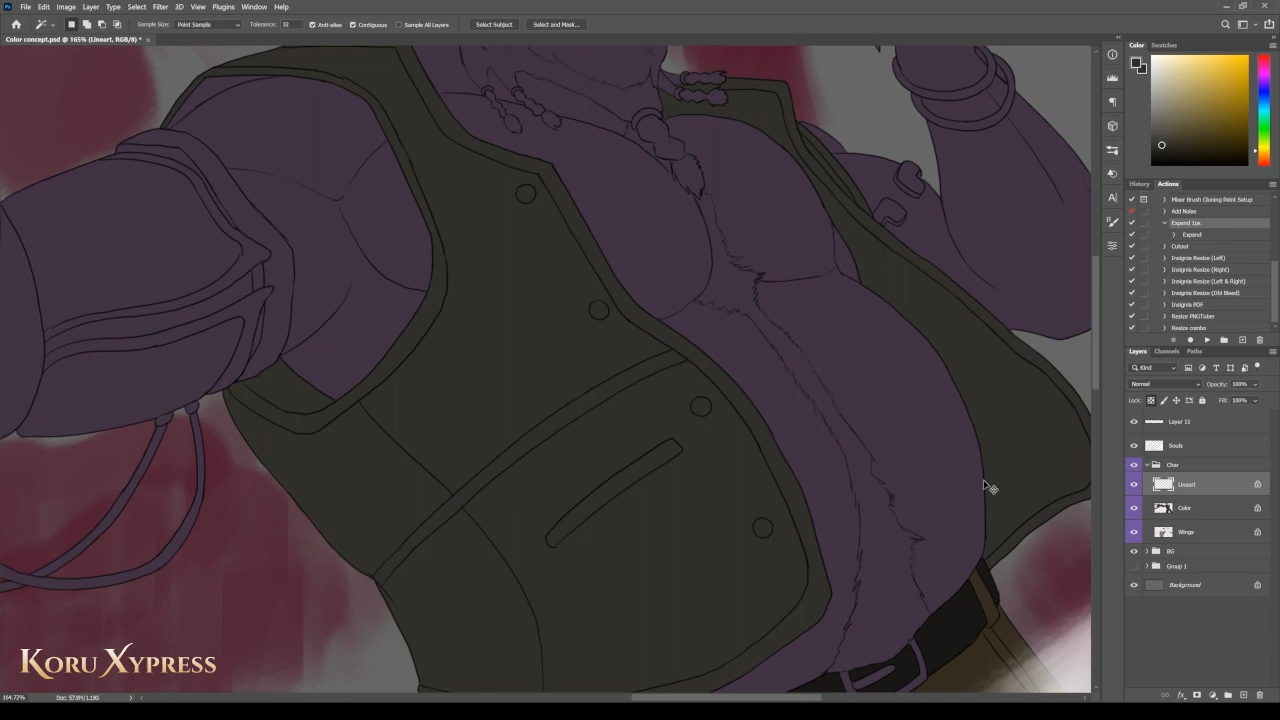 File Edit Image Layer Type Select Filter 3D View Plugins Window Help
Sample Size: Point Sample Tolerance: 32 Anti-alias Contiguous Sample All Layers Select Subject Select and Mask...
Color concept.psd @ 165% (Lineart, RGB/8) *
Color Swatches
History Actions
Mixer Brush Cloning Paint Setup
Add Noise
Expand 1px
Expand
Cutout
Insignia Resize (Left)
Insignia Resize (Right)
Insignia Resize (Left & Right)
Insignia Resize (Dbl Bleed)
Insignia PDF
Resize PNGTuber
Resize combo
Layers Channels Paths
Kind
Normal Opacity: 100%
Lock: Fill: 100%
Layer 11
Souls
Char
Lineart
Color
Wings
BG
Group 1
Background
KORU XYPRESS
164.72% Doc: 57.9M/1.19G